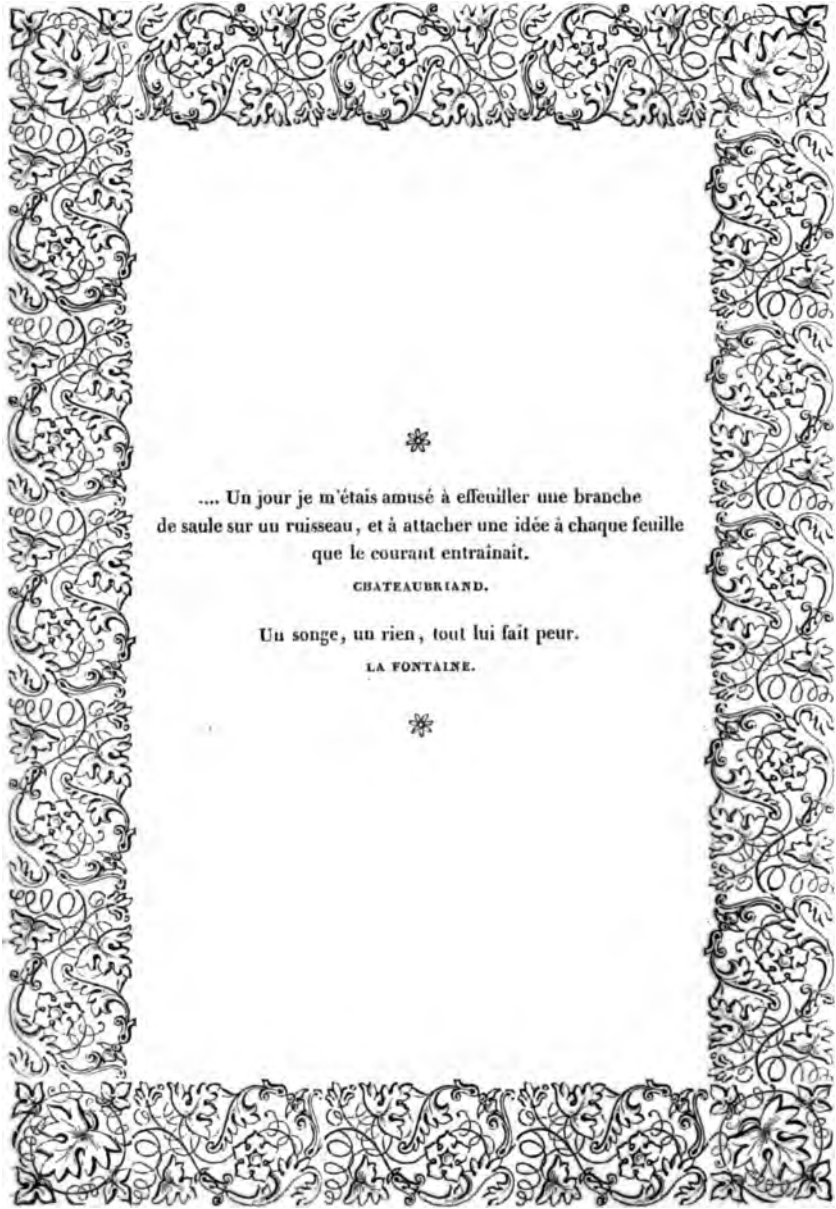 .... Un jour je m'étais amusé à effeuiller une branche
de saule sur un ruisseau, et à attacher une idée à chaque feuille
que le courant entraînait.
CHATEAUBRIAND.
Un songe, un rien, tout lui fait peur.
LA FONTAINE.